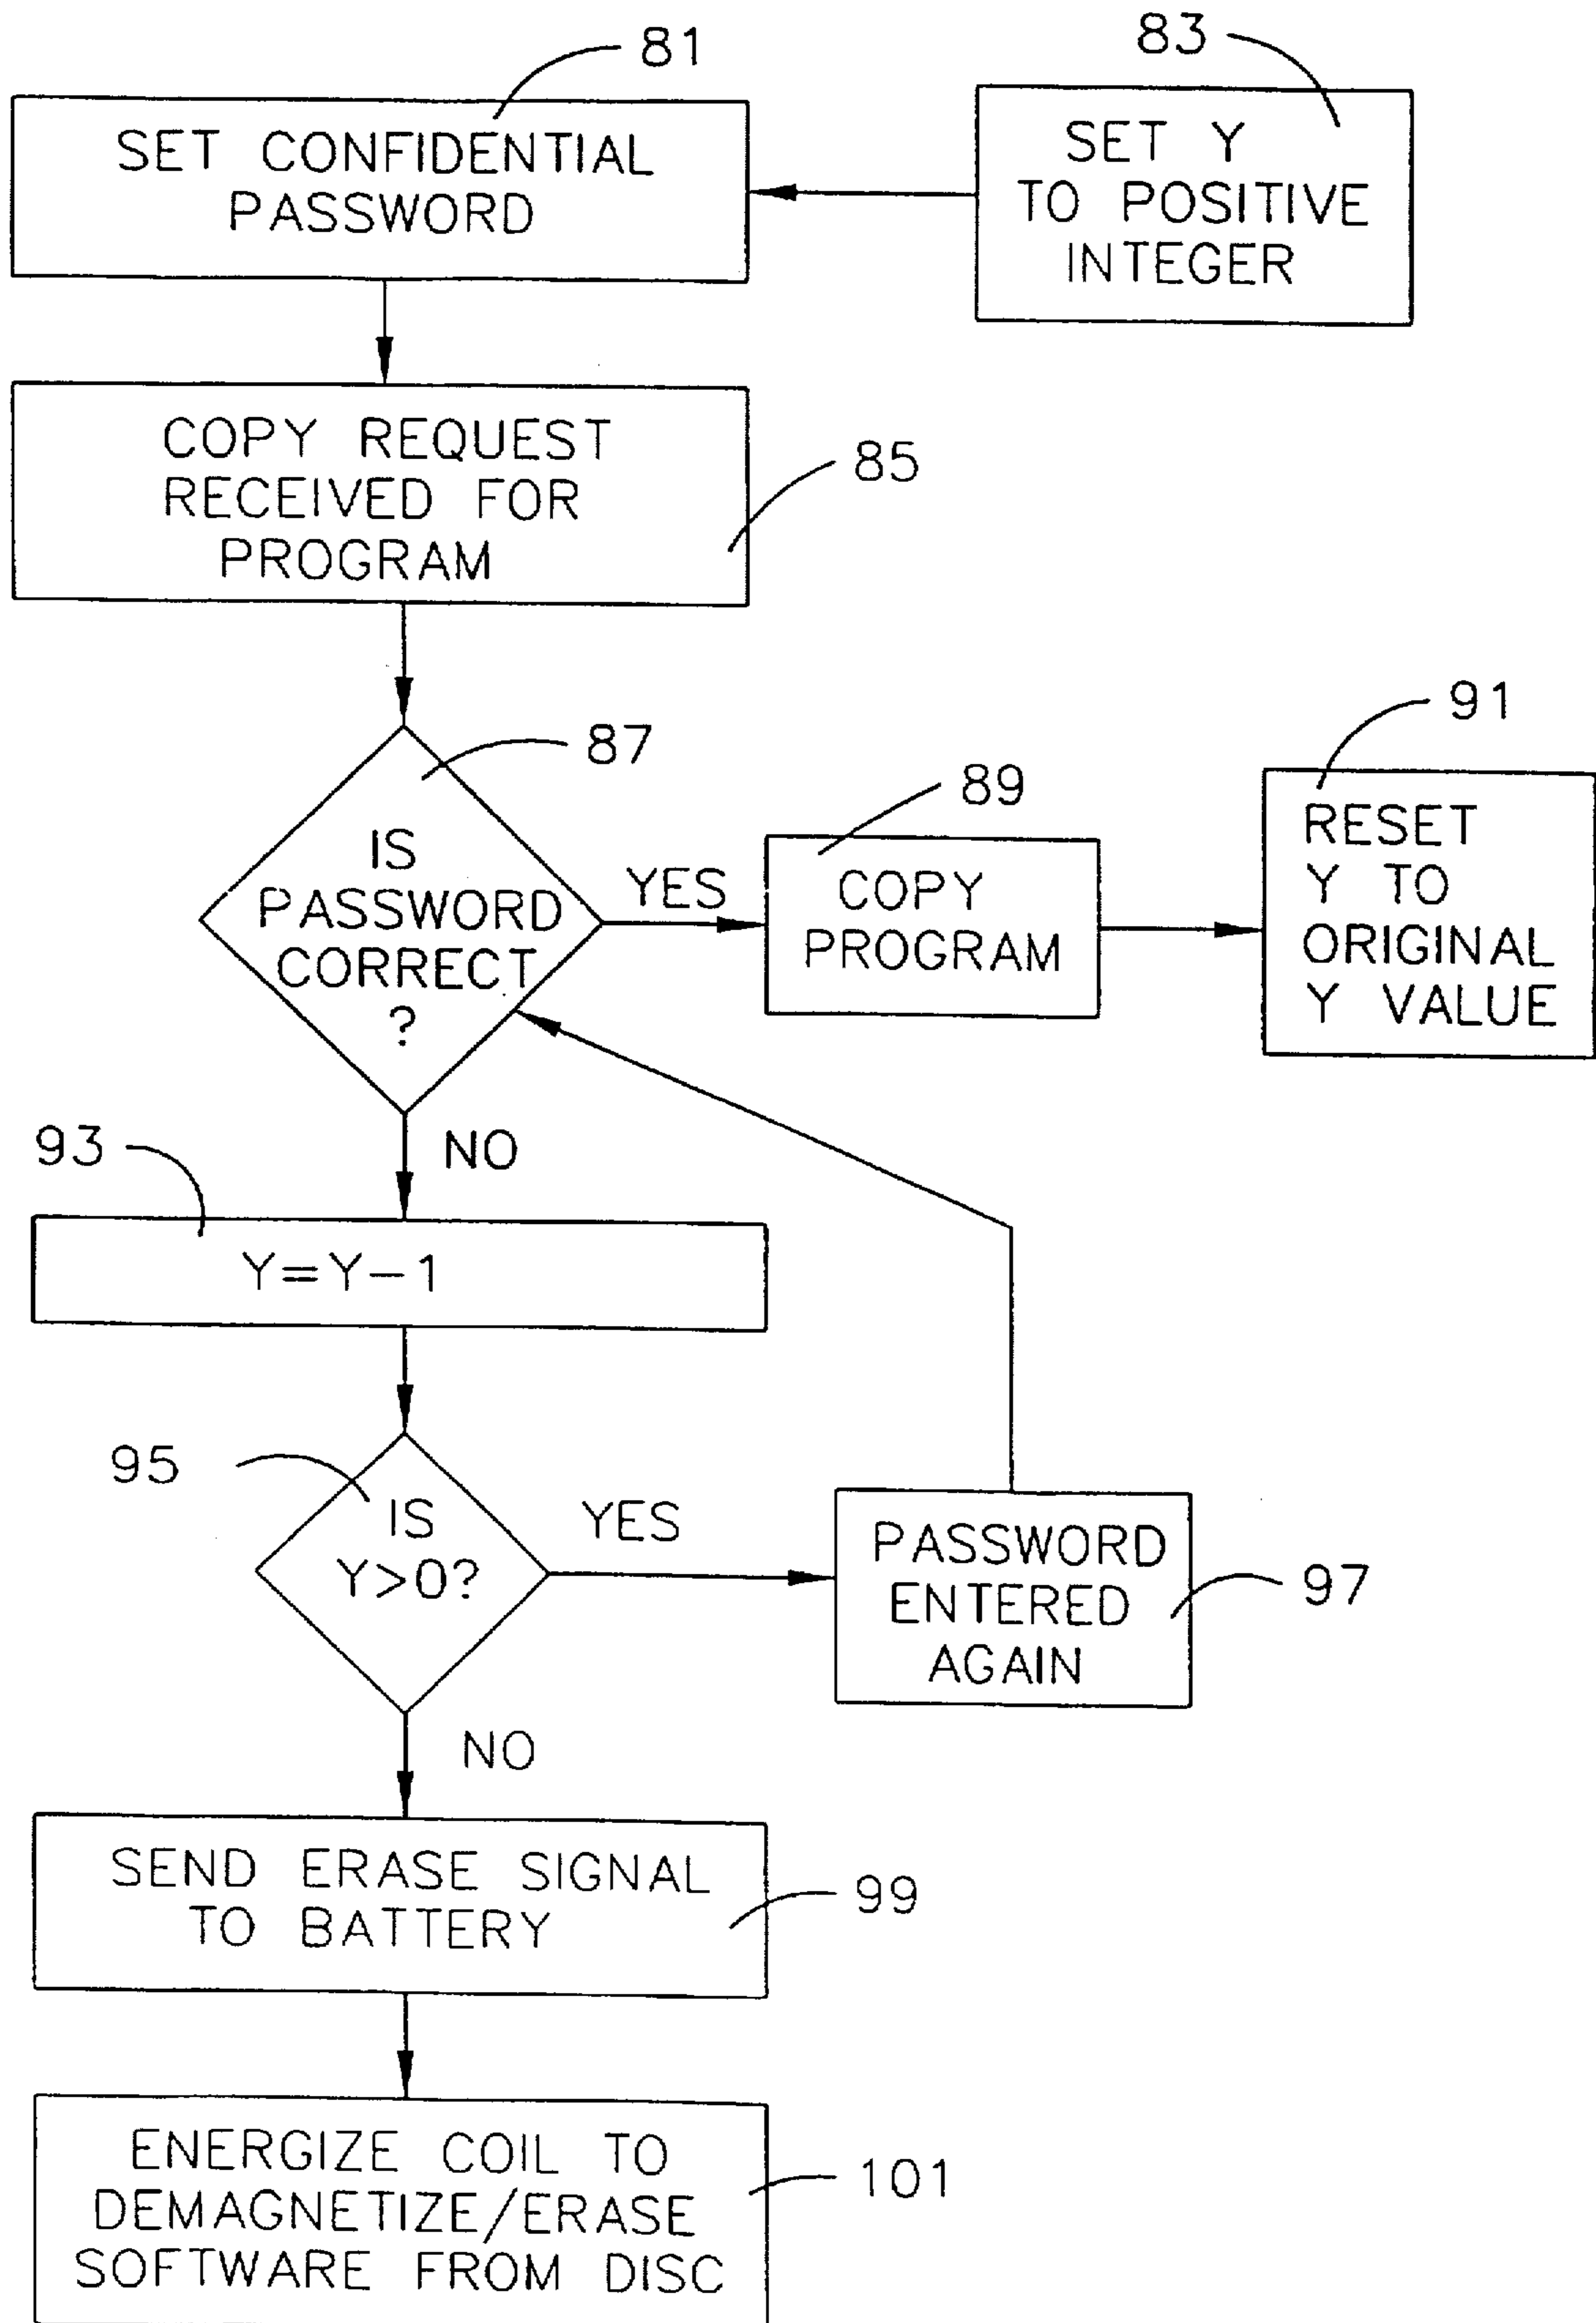 81
SET CONFIDENTIAL
PASSWORD
83
SET Y
TO POSITIVE
INTEGER
COPY REQUEST
RECEIVED FOR
PROGRAM
85
87
IS
PASSWORD
CORRECT
?
YES
89
COPY
PROGRAM
91
RESET
Y TO
ORIGINAL
Y VALUE
NO
93
Y=Y-1
95
IS
Y>0?
YES
PASSWORD
ENTERED
AGAIN
97
NO
SEND ERASE SIGNAL
TO BATTERY
99
ENERGIZE COIL TO
DEMAGNETIZE/ERASE
SOFTWARE FROM DISC
101